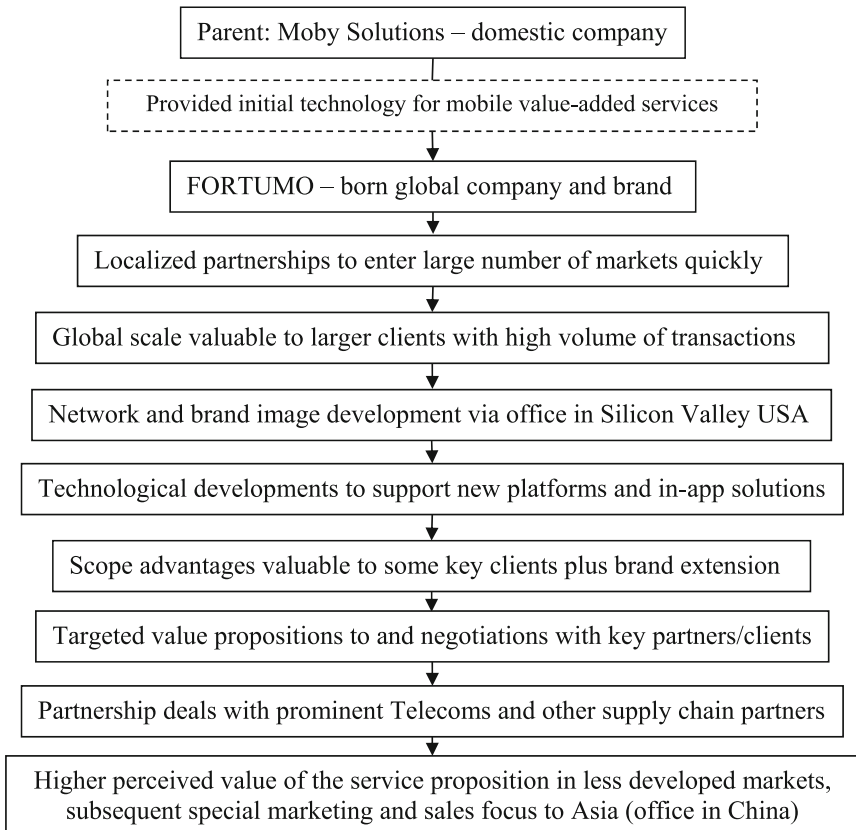 Parent: Moby Solutions – domestic company
Provided initial technology for mobile value-added services
FORTUMO – born global company and brand
Localized partnerships to enter large number of markets quickly
Global scale valuable to larger clients with high volume of transactions
Network and brand image development via office in Silicon Valley USA
Technological developments to support new platforms and in-app solutions
Scope advantages valuable to some key clients plus brand extension
Targeted value propositions to and negotiations with key partners/clients
Partnership deals with prominent Telecoms and other supply chain partners
Higher perceived value of the service proposition in less developed markets,
subsequent special marketing and sales focus to Asia (office in China)